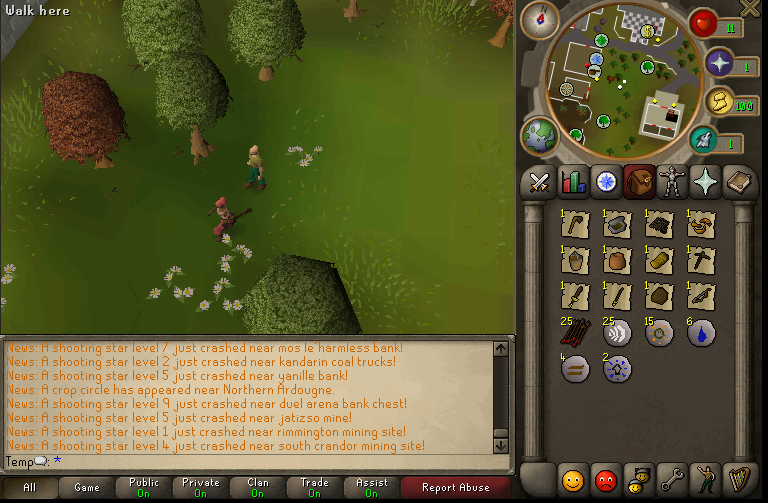 Walk here
11
1
100
1
1 1 1 1
1 1 1 1
1 1 1 1
25 25 15 6
4 2
News: A shooting star level 7 just crashed near mos le'harmless bank!
News: A shooting star level 2 just crashed near kandarin coal trucks!
News: A shooting star level 5 just crashed near yanille bank!
News: A crop circle has appeared near Northern Ardougne.
News: A shooting star level 9 just crashed near duel arena bank chest!
News: A shooting star level 5 just crashed near jatizso mine!
News: A shooting star level 1 just crashed near rimmington mining site!
News: A shooting star level 4 just crashed near south crandor mining site!
Temp: *
All Game Public Private Clan Trade Assist Report Abuse
On On On On On